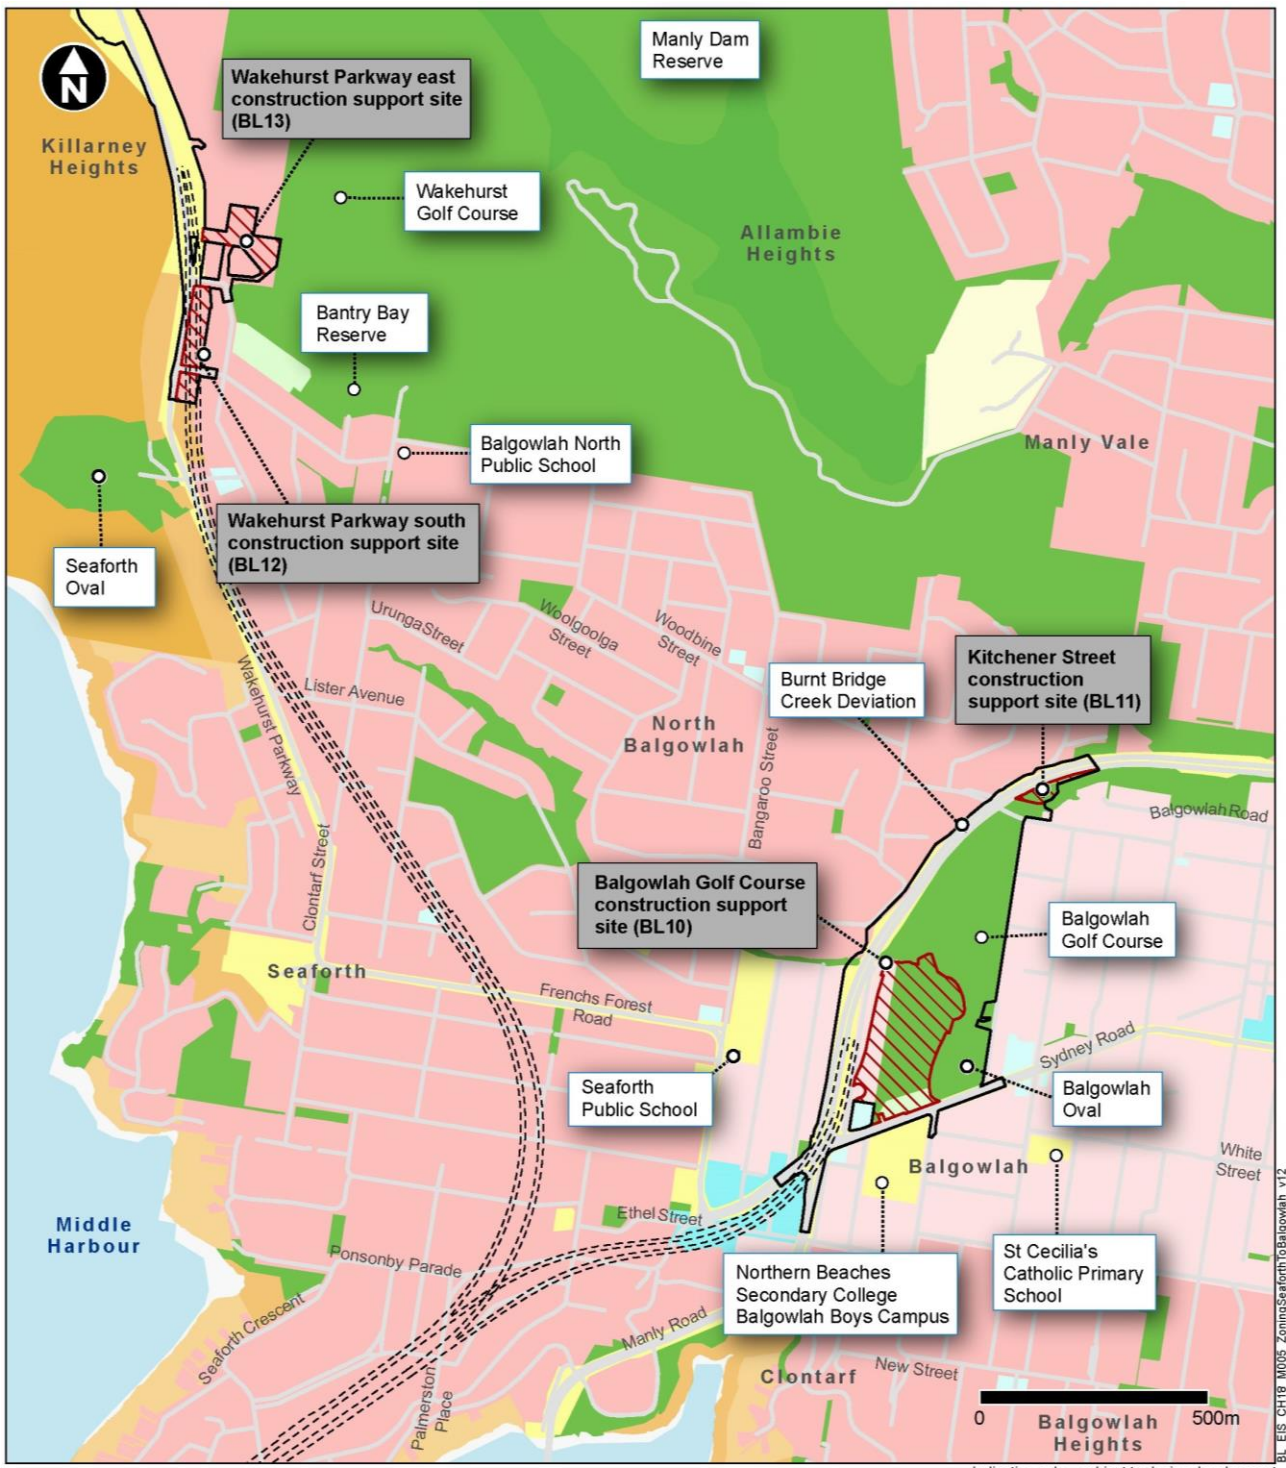 Manly Dam
Reserve
N
Wakehurst Parkway east
construction support site
(BL13)
Killarney
Heights
Wakehurst
Golf Course
Allambie
Heights
Bantry Bay
Reserve
Manly Vale
Balgowlah North
Public School
Wakehurst Parkway south
construction support site
(BL12)
Seaforth
Oval
Urunga Street
Woolgoolga
Street
Woodbine
Street
Kitchener Street
construction
support site (BL11)
Burnt Bridge
Creek Deviation
Lister Avenue
Wakehurst Parkway
North
Balgowlah
Bangaroo Street
Balgowlah Road
Clontarf Street
Balgowlah Golf Course
construction support
site (BL10)
Balgowlah
Golf Course
Seaforth
Frenchs Forest
Road
Sydney Road
Seaforth
Public School
Balgowlah
Oval
Balgowlah
White
Street
Middle
Harbour
Ethel Street
Ponsonby Parade
Northern Beaches
Secondary College
Balgowlah Boys Campus
St Cecilia's
Catholic Primary
School
Seaforth Crescent
Manly Road
Palmerston
Place
Clontarf
New Street
0 500m
Balgowlah
Heights
BL_EIS_CH18_M005_ZoningSeaforthToBalgowlah_v12